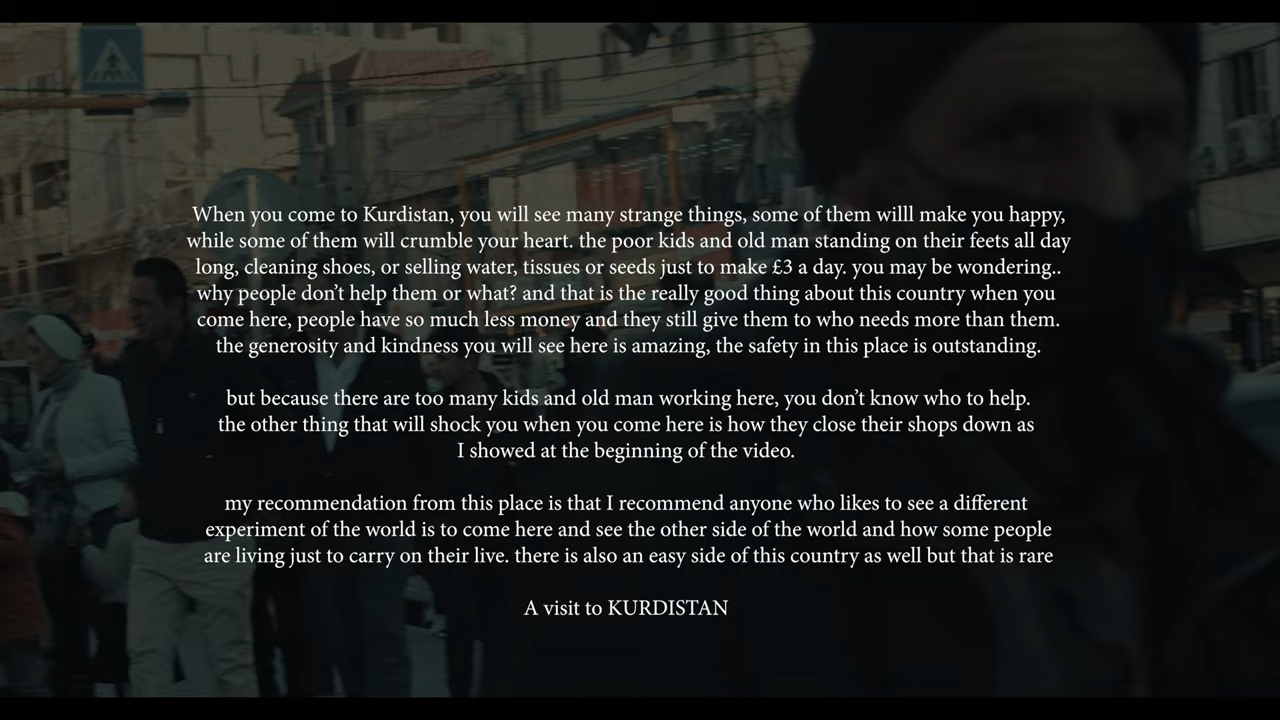 When you come to Kurdistan, you will see many strange things, some of them willl make you happy,
while some of them will crumble your heart. the poor kids and old man standing on their feets all day
long, cleaning shoes, or selling water, tissues or seeds just to make £3 a day. you may be wondering..
why people don’t help them or what? and that is the really good thing about this country when you
come here, people have so much less money and they still give them to who needs more than them.
the generosity and kindness you will see here is amazing, the safety in this place is outstanding.
but because there are too many kids and old man working here, you don’t know who to help.
the other thing that will shock you when you come here is how they close their shops down as
I showed at the beginning of the video.
my recommendation from this place is that I recommend anyone who likes to see a different
experiment of the world is to come here and see the other side of the world and how some people
are living just to carry on their live. there is also an easy side of this country as well but that is rare
A visit to KURDISTAN